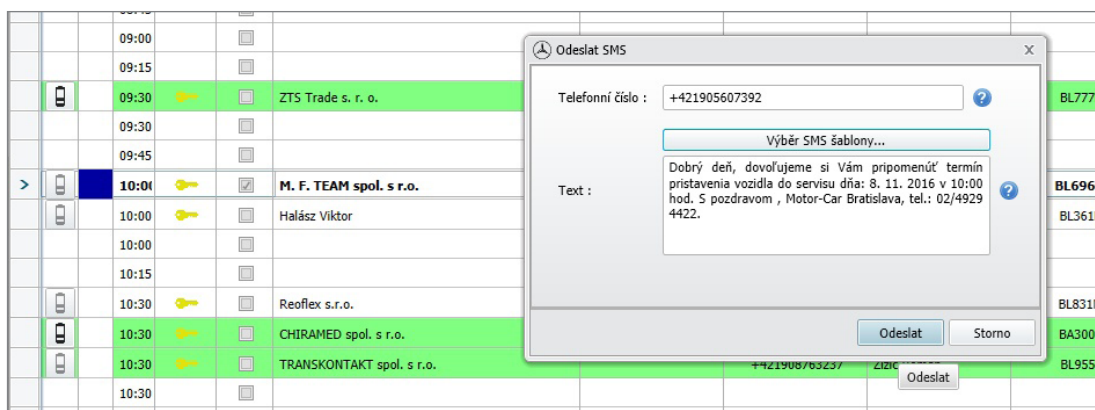 09:00
09:15
09:30 ZTS Trade s. r. o. BL777
09:30
09:45
10:00 M. F. TEAM spol. s r.o. BL696
10:00 Halász Viktor BL361
10:00
10:15
10:30 Reoflex s.r.o.
10:30 CHIRAMED spol. s r.o. BA300
10:30 TRANSKONTAKT spol. s r.o. +421908763237 BL955
10:30
Odeslat SMS
x
Telefonní číslo : +421905607392
?
Výběr SMS šablony...
Text :
Dobrý deň, dovoľujeme si Vám pripomenúť termín
pristavenia vozidla do servisu dňa: 8. 11. 2016 v 10:00
hod. S pozdravom , Motor-Car Bratislava, tel.: 02/4929
4422.
?
Odeslat Storno
Odeslat